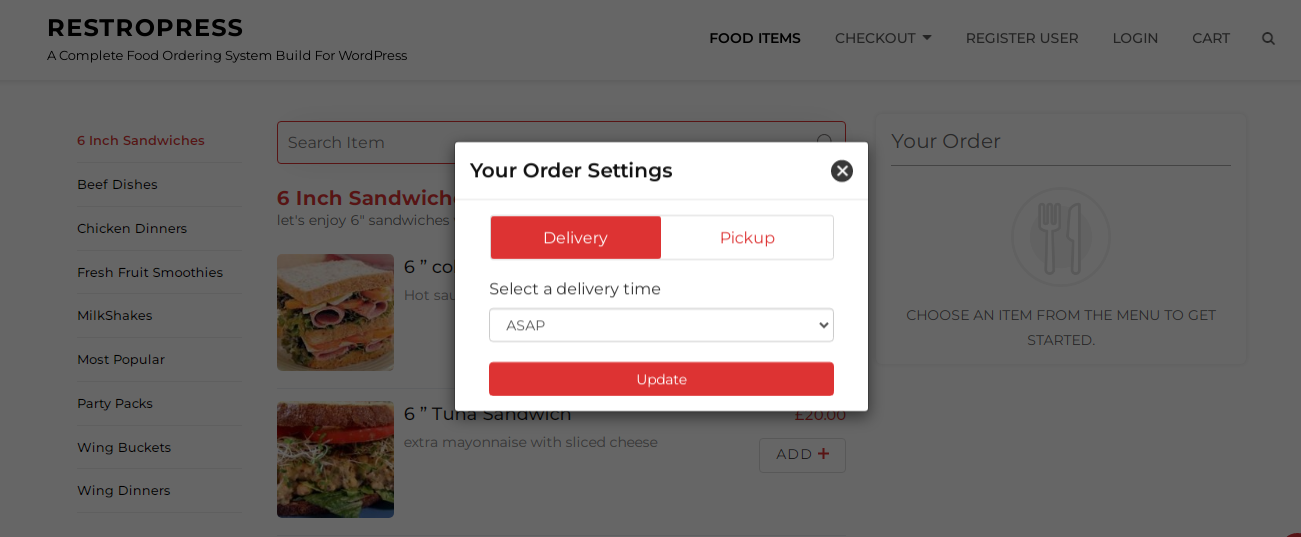 RESTROPRESS
A Complete Food Ordering System Build For WordPress
FOOD ITEMS
CHECKOUT
REGISTER USER
LOGIN
CART
6 Inch Sandwiches
Beef Dishes
Chicken Dinners
Fresh Fruit Smoothies
MilkShakes
Most Popular
Party Packs
Wing Buckets
Wing Dinners
Search Item
6 Inch Sandwich
let's enjoy 6" sandwiches
6 ”
Hot
6 ” Tuna Sandwich
£20.00
extra mayonnaise with sliced cheese
ADD +
Your Order Settings
Delivery
Pickup
Select a delivery time
ASAP
Update
Your Order
CHOOSE AN ITEM FROM THE MENU TO GET
STARTED.